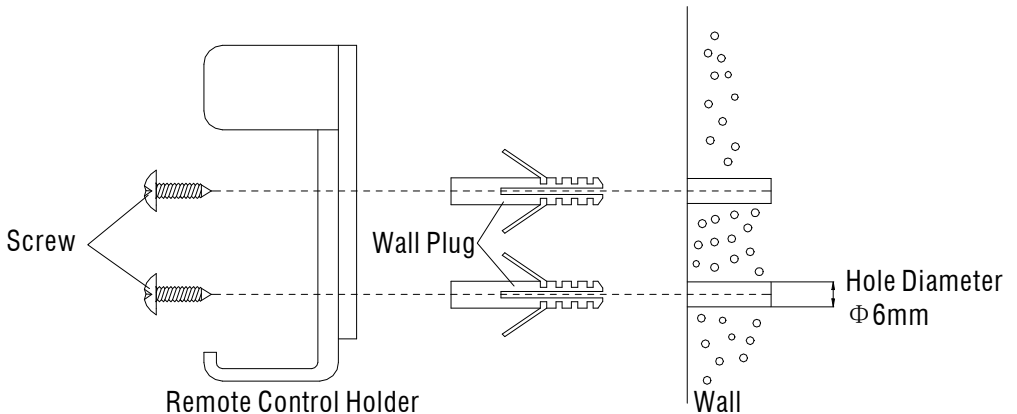 Screw
Wall Plug
Hole Diameter
Φ6mm
Remote Control Holder
Wall